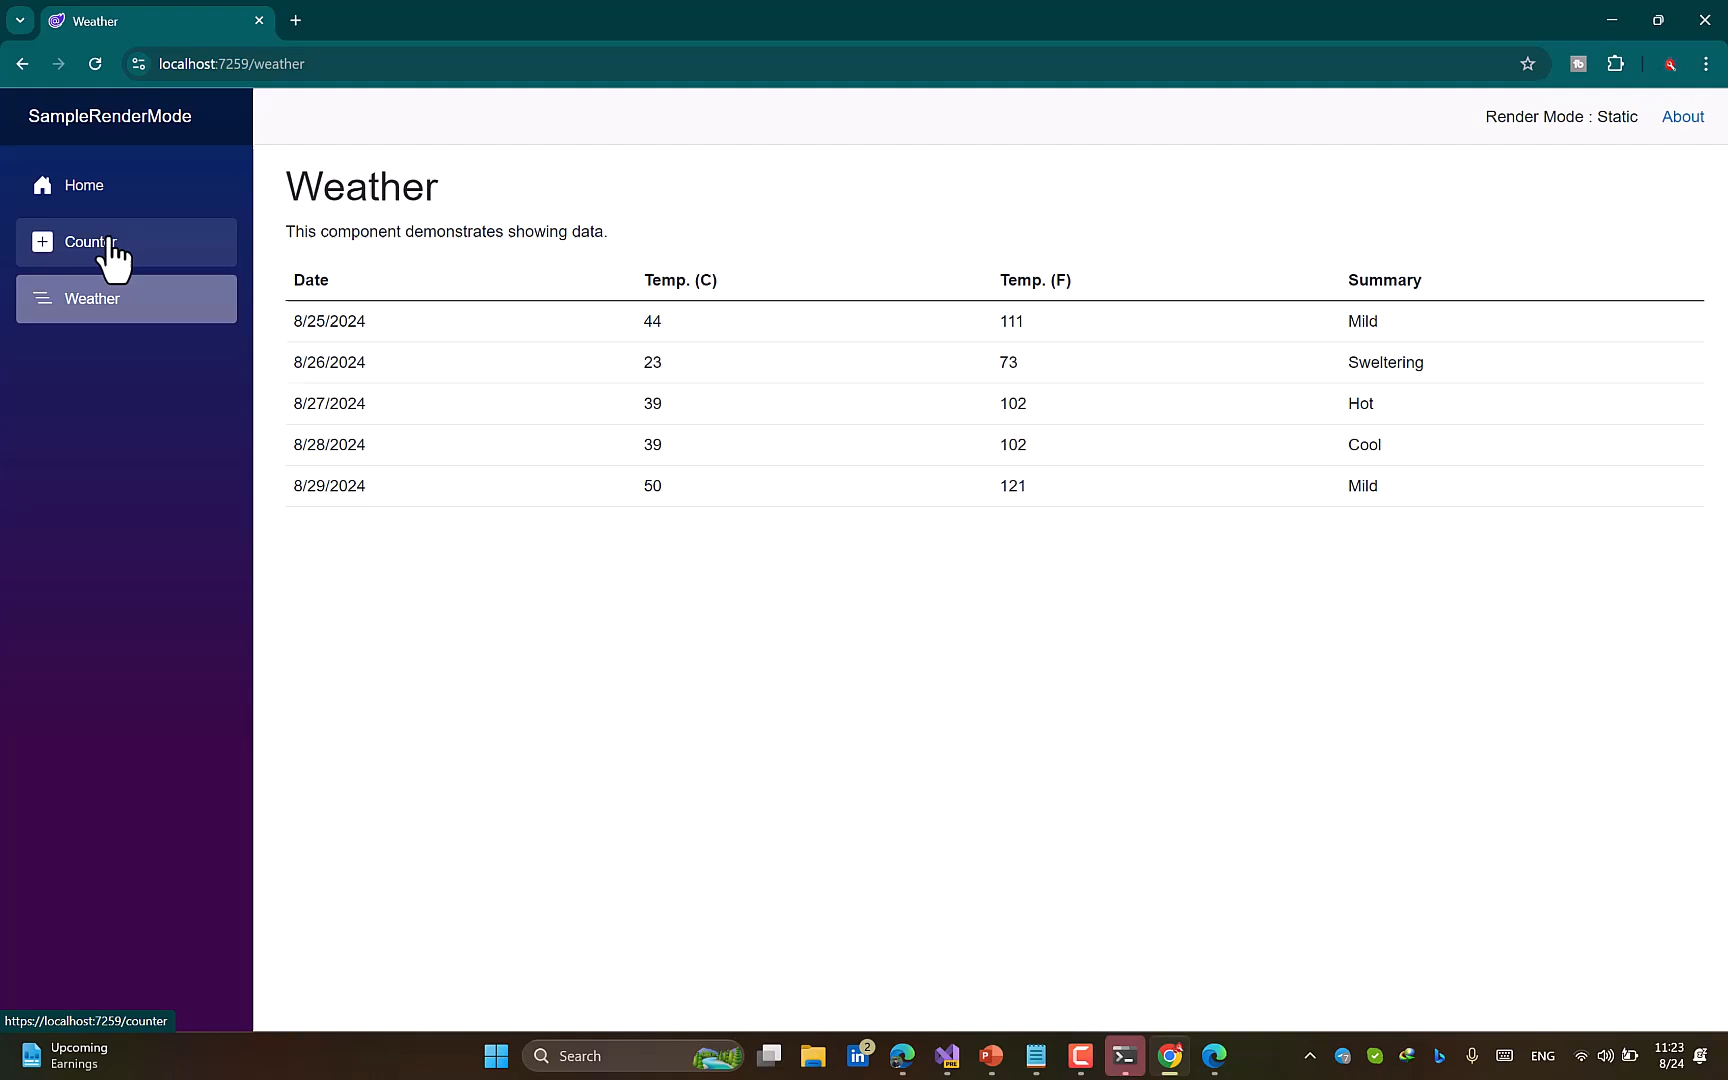 Weather
localhost:7259/weather
SampleRenderMode
Render Mode : Static
About
Home
Counter
Weather
Weather
This component demonstrates showing data.
Date Temp. (C) Temp. (F) Summary
8/25/2024 44 111 Mild
8/26/2024 23 73 Sweltering
8/27/2024 39 102 Hot
8/28/2024 39 102 Cool
8/29/2024 50 121 Mild
https://localhost:7259/counter
Upcoming
Earnings
Search
2
PRE
ENG
11:23
8/24